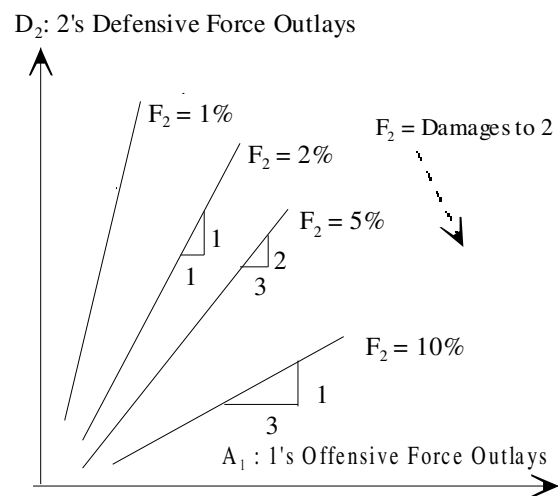 D₂: 2's Defensive Force Outlays
F₂ = 1%
F₂ = Damages to 2
F₂ = 2%
F₂ = 5%
1
1
2
3
F₂ = 10%
1
3
A₁ : 1's Offensive Force Outlays